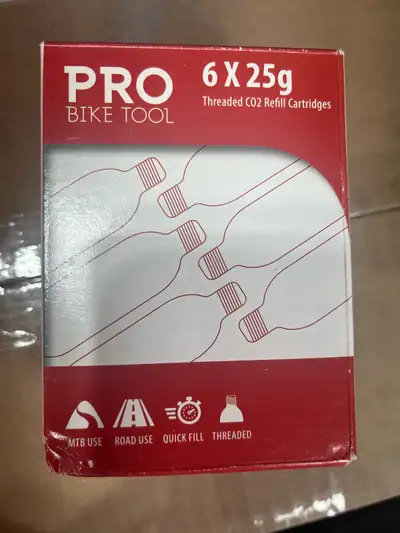 PRO
BIKE TOOL
6 X 25g
Threaded CO2 Refill Cartridges
MTB USE
ROAD USE
QUICK FILL
THREADED